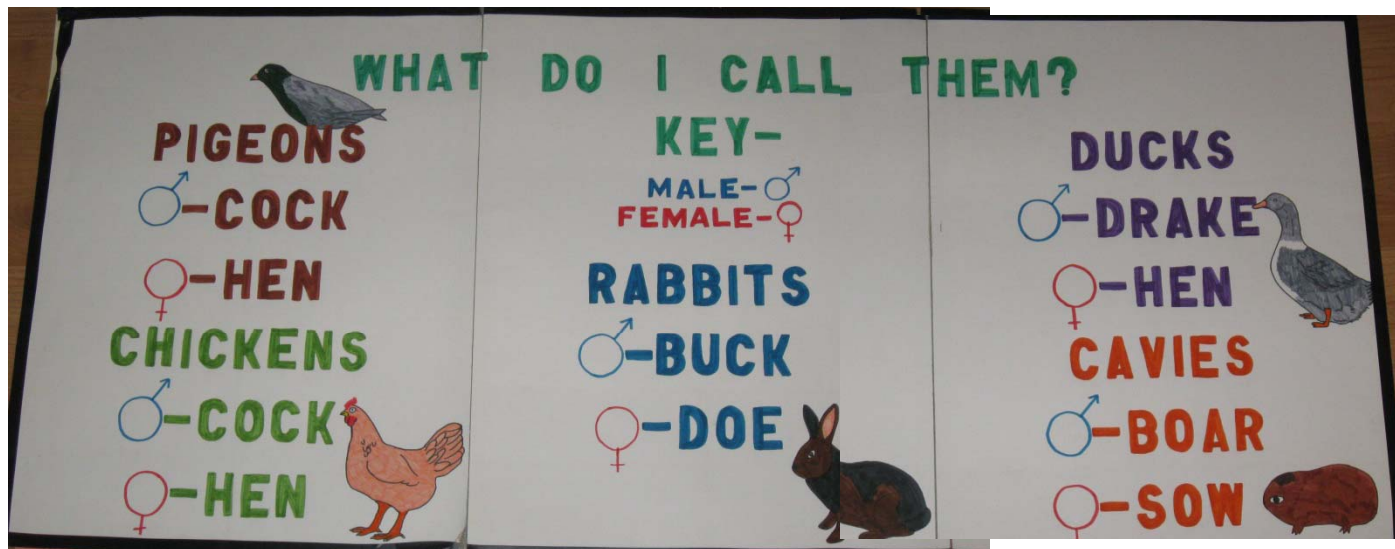 WHAT DO I CALL THEM?
PIGEONS
♂-COCK
♀-HEN
CHICKENS
♂-COCK
♀-HEN
KEY-
MALE-♂
FEMALE-♀
RABBITS
♂-BUCK
♀-DOE
DUCKS
♂-DRAKE
♀-HEN
CAVIES
♂-BOAR
♀-SOW